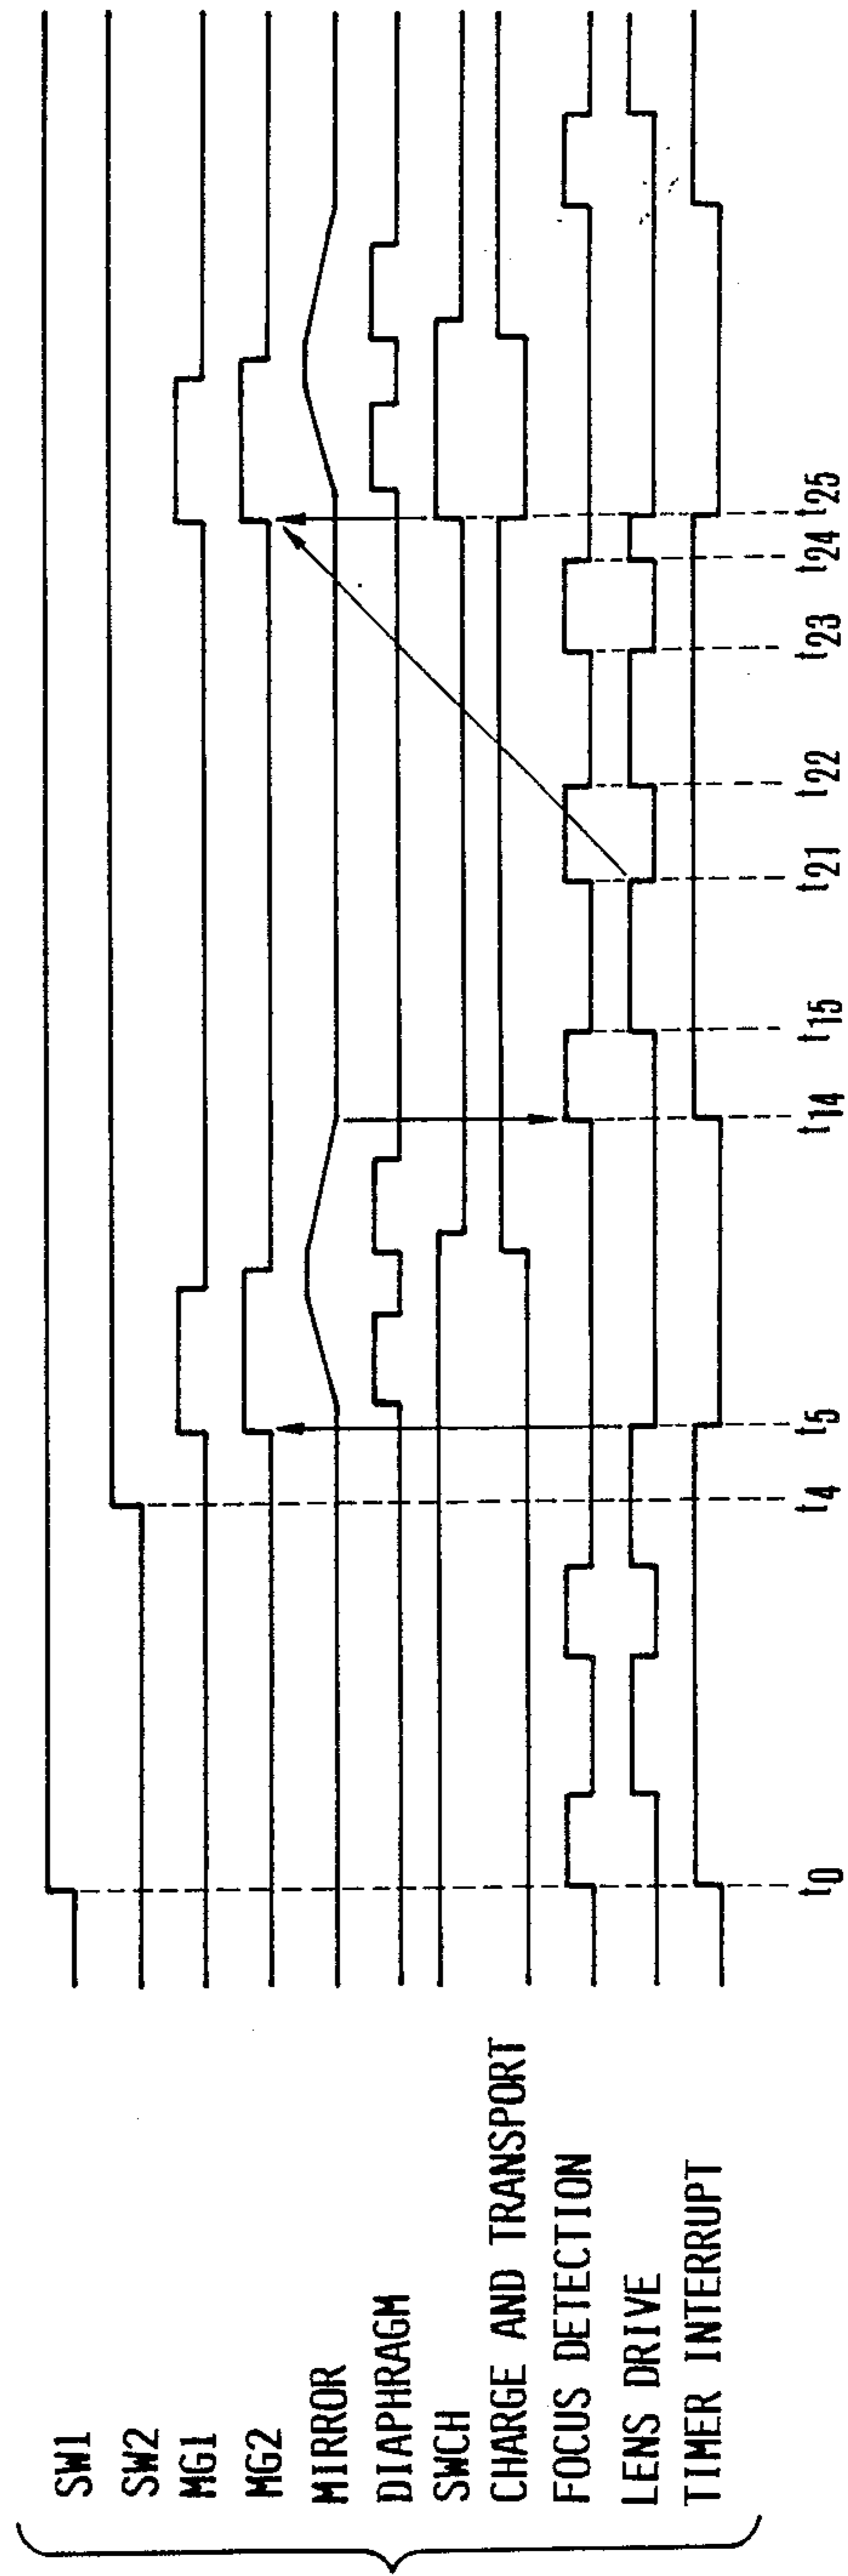 SW1
SW2
MG1
MG2
MIRROR
DIAPHRAGM
SWCH
CHARGE AND TRANSPORT
FOCUS DETECTION
LENS DRIVE
TIMER INTERRUPT
t0 t4 t5 t14 t15 t21 t22 t23 t24 t25